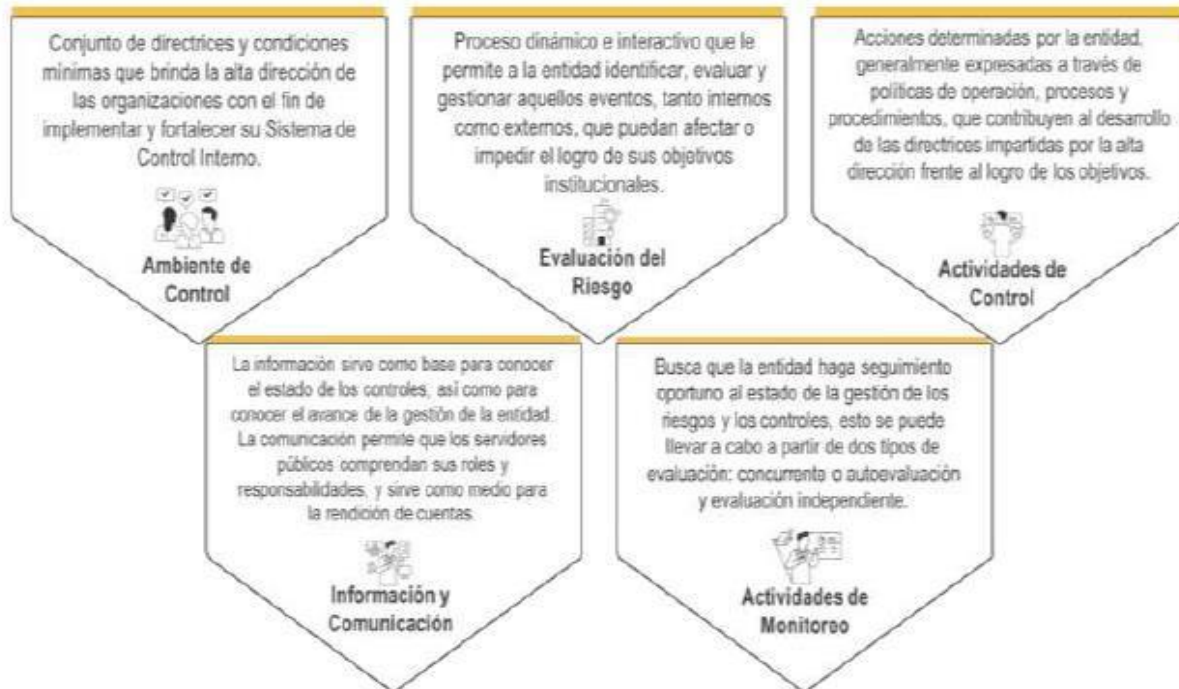 Conjunto de directrices y condiciones
mínimas que brinda la alta dirección de
las organizaciones con el fin de
implementar y fortalecer su Sistema de
Control Interno.
Ambiente de
Control
Proceso dinámico e interactivo que le
permite a la entidad identificar, evaluar y
gestionar aquellos eventos, tanto internos
como externos, que puedan afectar o
impedir el logro de sus objetivos
institucionales.
Evaluación del
Riesgo
Acciones determinadas por la entidad,
generalmente expresadas a través de
políticas de operación, procesos y
procedimientos, que contribuyen al desarrollo
de las directrices impartidas por la alta
dirección frente al logro de los objetivos.
Actividades de
Control
La información sirve como base para conocer
el estado de los controles, así como para
conocer el avance de la gestión de la entidad.
La comunicación permite que los servidores
públicos comprendan sus roles y
responsabilidades, y sirve como medio para
la rendición de cuentas.
Información y
Comunicación
Busca que la entidad haga seguimiento
oportuno al estado de la gestión de los
riesgos y los controles, esto se puede
llevar a cabo a partir de dos tipos de
evaluación: concurrente o autoevaluación
y evaluación independiente.
Actividades de
Monitoreo